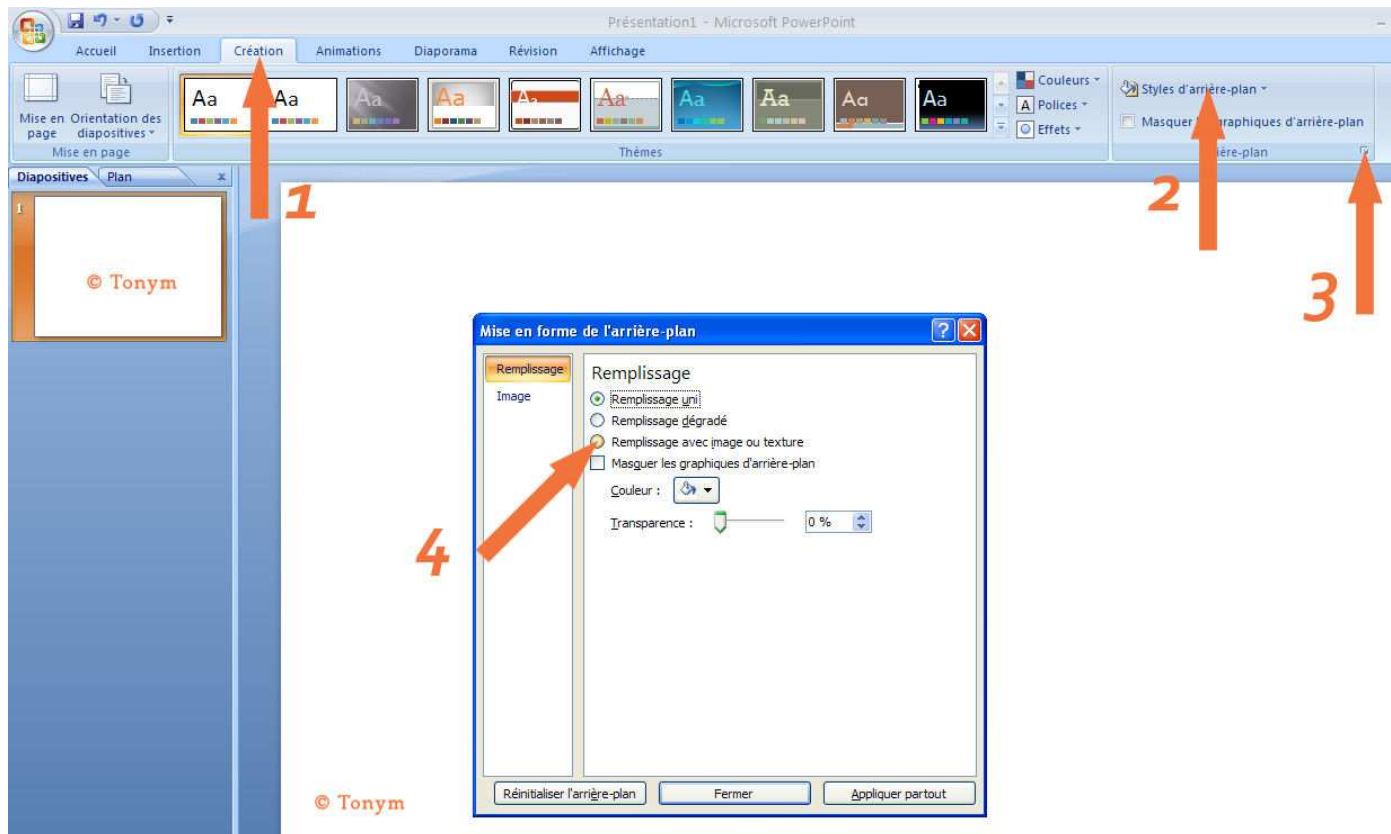 Présentation1 - Microsoft PowerPoint
Accueil Insertion Création Animations Diaporama Révision Affichage
Mise en page
Orientation des diapositives
Mise en page
Aa Aa Aa Aa Aa Aa Aa Aa Aa Aa
Thèmes
Couleurs
Polices
Effets
Styles d'arrière-plan
Masquer graphiques d'arrière-plan
Diapositives Plan x
1
1
2
3
© Tonym
Mise en forme de l'arrière-plan
Remplissage
Image
Remplissage
Remplissage uni
Remplissage dégradé
Remplissage avec image ou texture
Masquer les graphiques d'arrière-plan
Couleur :
Transparence : 0 %
4
Réinitialiser l'arrière-plan Fermer Appliquer partout
© Tonym